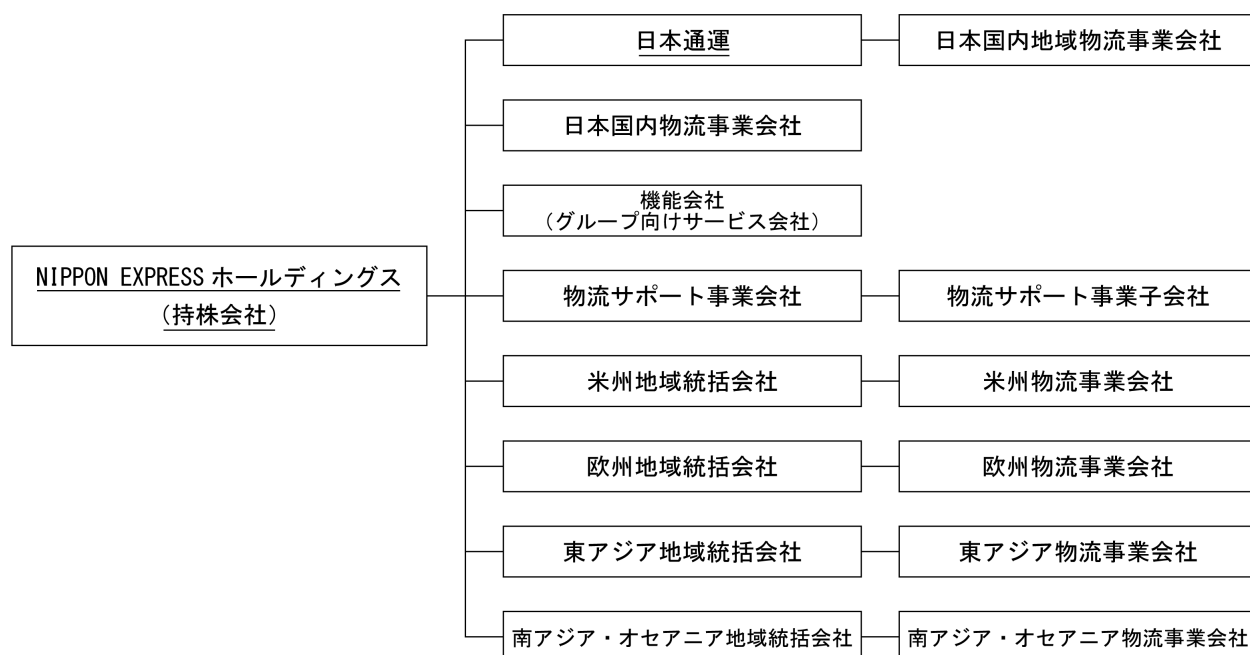 日本通運
日本国内地域物流事業会社
日本国内物流事業会社
機能会社
（グループ向けサービス会社）
NIPPON EXPRESS ホールディングス
（持株会社）
物流サポート事業会社
物流サポート事業子会社
米州地域統括会社
米州物流事業会社
欧州地域統括会社
欧州物流事業会社
東アジア地域統括会社
東アジア物流事業会社
南アジア・オセアニア地域統括会社
南アジア・オセアニア物流事業会社